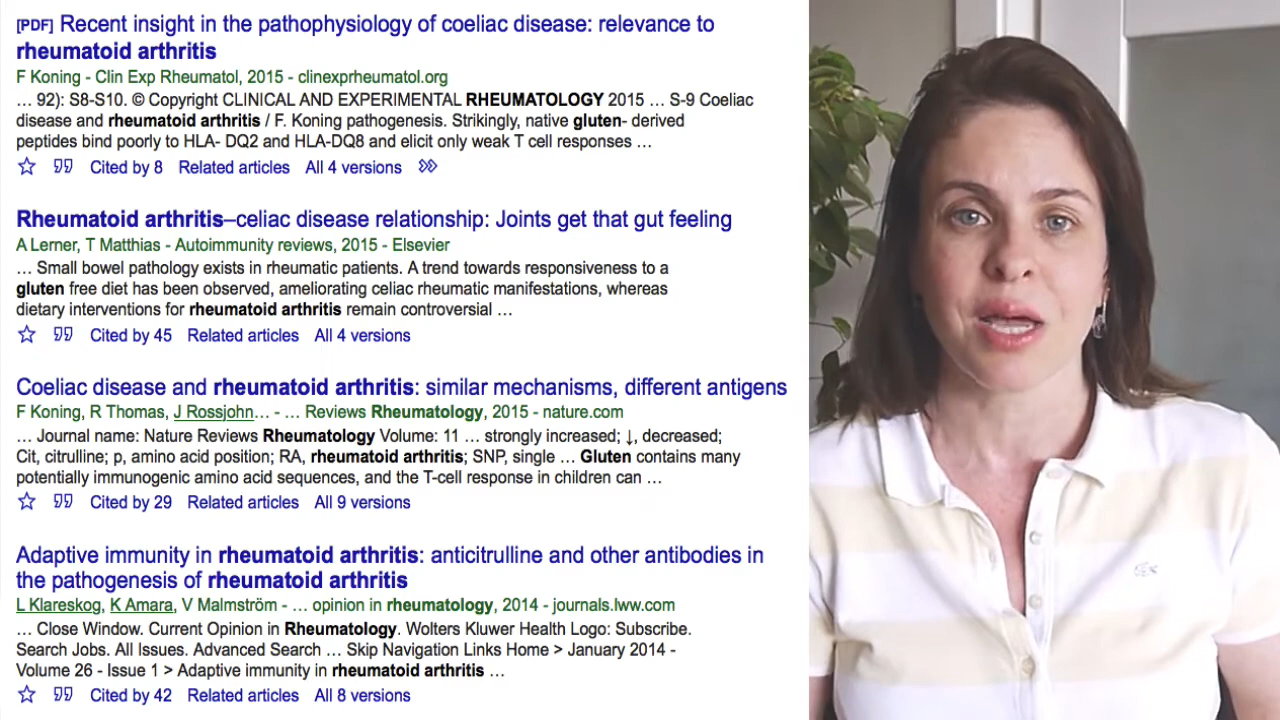 [PDF] Recent insight in the pathophysiology of coeliac disease: relevance to
rheumatoid arthritis
F Koning - Clin Exp Rheumatol, 2015 - clinexprheumatol.org
... 92): S8-S10. © Copyright CLINICAL AND EXPERIMENTAL RHEUMATOLOGY 2015 ... S-9 Coeliac
disease and rheumatoid arthritis / F. Koning pathogenesis. Strikingly, native gluten- derived
peptides bind poorly to HLA- DQ2 and HLA-DQ8 and elicit only weak T cell responses ...
Cited by 8 Related articles All 4 versions
Rheumatoid arthritis–celiac disease relationship: Joints get that gut feeling
A Lerner, T Matthias - Autoimmunity reviews, 2015 - Elsevier
... Small bowel pathology exists in rheumatic patients. A trend towards responsiveness to a
gluten free diet has been observed, ameliorating celiac rheumatic manifestations, whereas
dietary interventions for rheumatoid arthritis remain controversial ...
Cited by 45 Related articles All 4 versions
Coeliac disease and rheumatoid arthritis: similar mechanisms, different antigens
F Koning, R Thomas, J Rossjohn... - ... Reviews Rheumatology, 2015 - nature.com
... Journal name: Nature Reviews Rheumatology Volume: 11 ... strongly increased; ↓, decreased;
Cit, citrulline; p, amino acid position; RA, rheumatoid arthritis; SNP, single ... Gluten contains many
potentially immunogenic amino acid sequences, and the T-cell response in children can ...
Cited by 29 Related articles All 9 versions
Adaptive immunity in rheumatoid arthritis: anticitrulline and other antibodies in
the pathogenesis of rheumatoid arthritis
L Klareskog, K Amara, V Malmström - ... opinion in rheumatology, 2014 - journals.lww.com
... Close Window. Current Opinion in Rheumatology. Wolters Kluwer Health Logo: Subscribe.
Search Jobs. All Issues. Advanced Search ... Skip Navigation Links Home > January 2014 -
Volume 26 - Issue 1 > Adaptive immunity in rheumatoid arthritis ...
Cited by 42 Related articles All 8 versions